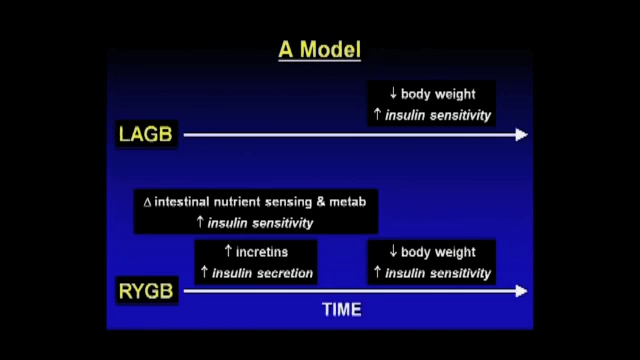 A Model
↓ body weight
↑ insulin sensitivity
LAGB
Δ intestinal nutrient sensing & metab
↑ insulin sensitivity
↑ incretins
↑ insulin secretion
↓ body weight
↑ insulin sensitivity
RYGB
TIME